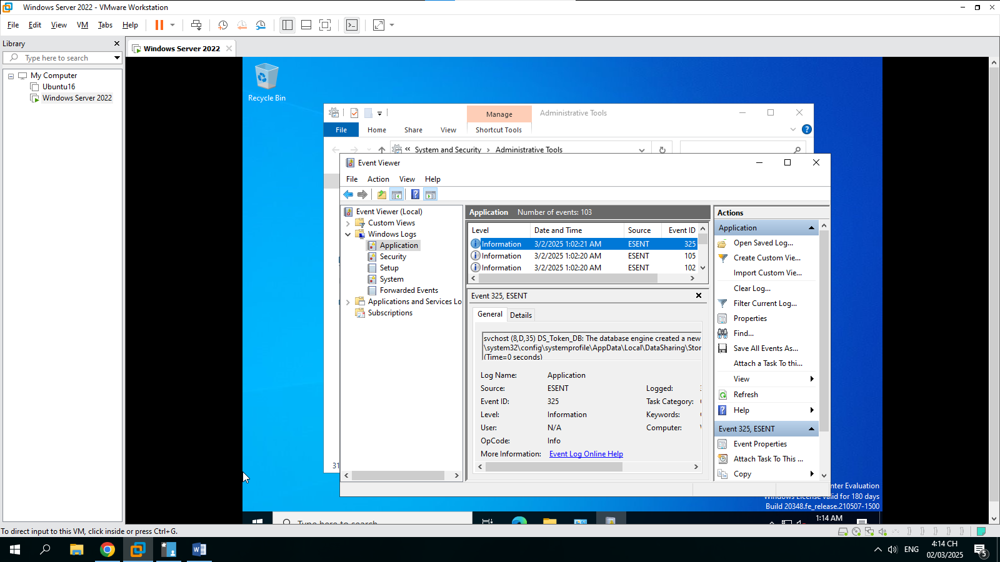 Windows Server 2022 - VMware Workstation
File Edit View VM Tabs Help
Library
Type here to search
My Computer
Ubuntu16
Windows Server 2022
Windows Server 2022
Recycle Bin
Manage Administrative Tools
File Home Share View Shortcut Tools
« System and Security › Administrative Tools
Event Viewer
File Action View Help
Event Viewer (Local)
Custom Views
Windows Logs
Application
Security
Setup
System
Forwarded Events
Applications and Services Lo
Subscriptions
Application Number of events: 103
Level Date and Time Source Event ID
Information 3/2/2025 1:02:21 AM ESENT 325
Information 3/2/2025 1:02:20 AM ESENT 105
Information 3/2/2025 1:02:20 AM ESENT 102
Event 325, ESENT
General Details
svchost (8,D,35) DS_Token_DB: The database engine created a new
\system32\config\systemprofile\AppData\Local\DataSharing\Stor
(Time=0 seconds)
Log Name: Application
Source: ESENT Logged:
Event ID: 325 Task Category:
Level: Information Keywords:
User: N/A Computer:
OpCode: Info
More Information: Event Log Online Help
Actions
Application
Open Saved Log...
Create Custom Vie...
Import Custom Vie...
Clear Log...
Filter Current Log...
Properties
Find...
Save All Events As...
Attach a Task To thi...
View
Refresh
Help
Event 325, ESENT
Event Properties
Attach Task To This ...
Copy
31
nter Evaluation
Windows License valid for 180 days
Build 20348.fe_release.210507-1500
Type here to search
1:14 AM
To direct input to this VM, click inside or press Ctrl+G.
ENG
4:14 CH
02/03/2025
5